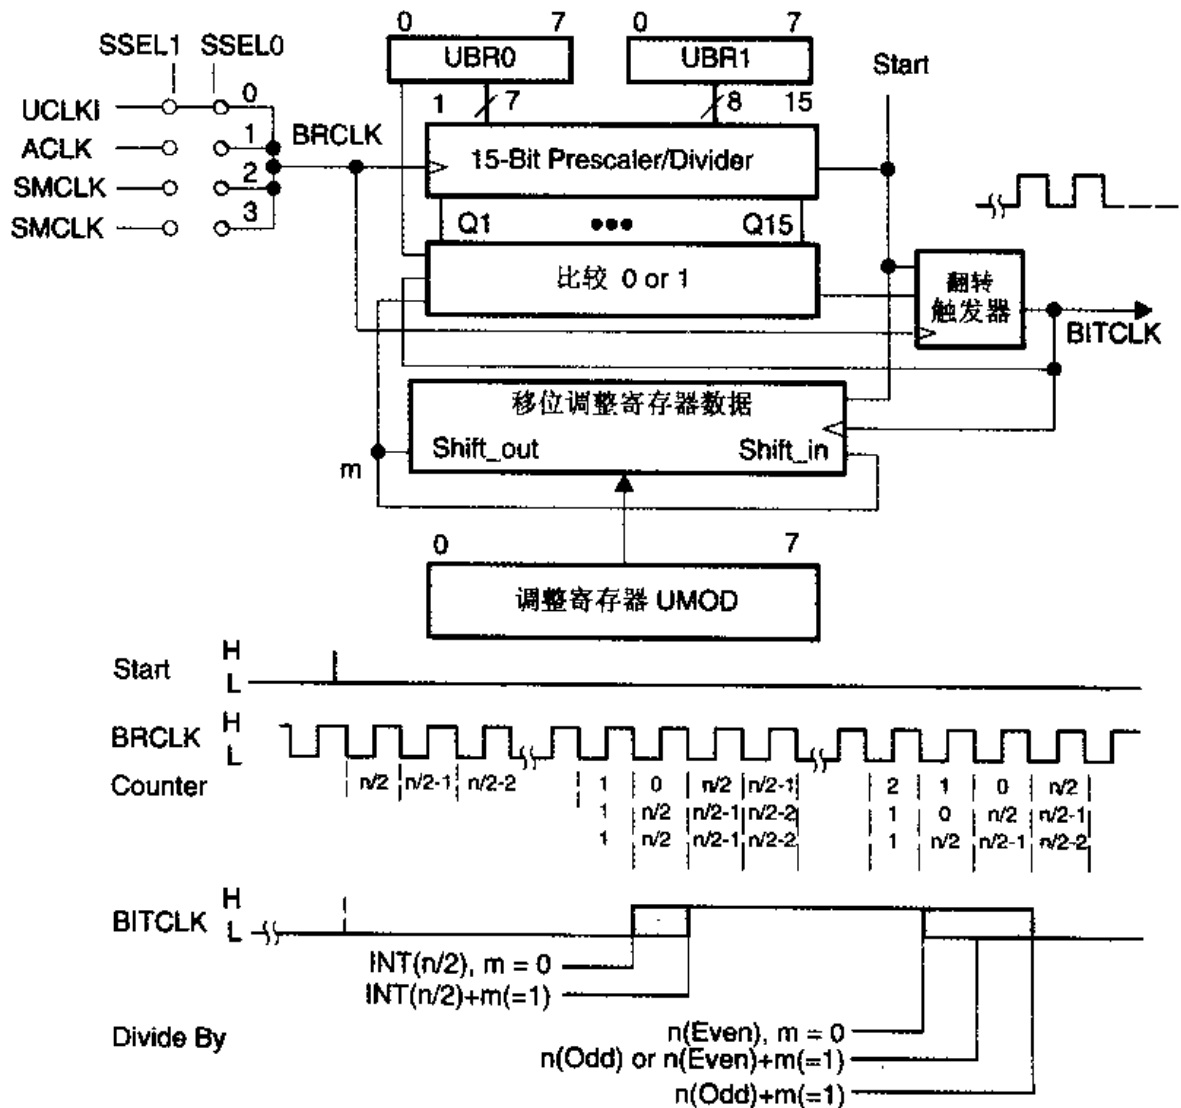 0 7 0 7
SSEL1 SSEL0
UBR0 UBR1
Start
UCLKI 0
1 7 8 15
ACLK 1
BRCLK
15-Bit Prescaler/Divider
SMCLK 2
SMCLK 3
Q1 ●●● Q15
比较 0 or 1
翻转
触发器
BITCLK
移位调整寄存器数据
Shift_out Shift_in
m
0 7
调整寄存器 UMOD
Start H
L
BRCLK H
L
Counter n/2 n/2-1 n/2-2 1 0 n/2 n/2-1 2 1 0 n/2
1 n/2 n/2-1 n/2-2 1 0 n/2 n/2-1
1 n/2 n/2-1 n/2-2 1 n/2 n/2-1 n/2-2
BITCLK H
L
INT(n/2), m = 0
INT(n/2)+m(=1)
Divide By n(Even), m = 0
n(Odd) or n(Even)+m(=1)
n(Odd)+m(=1)